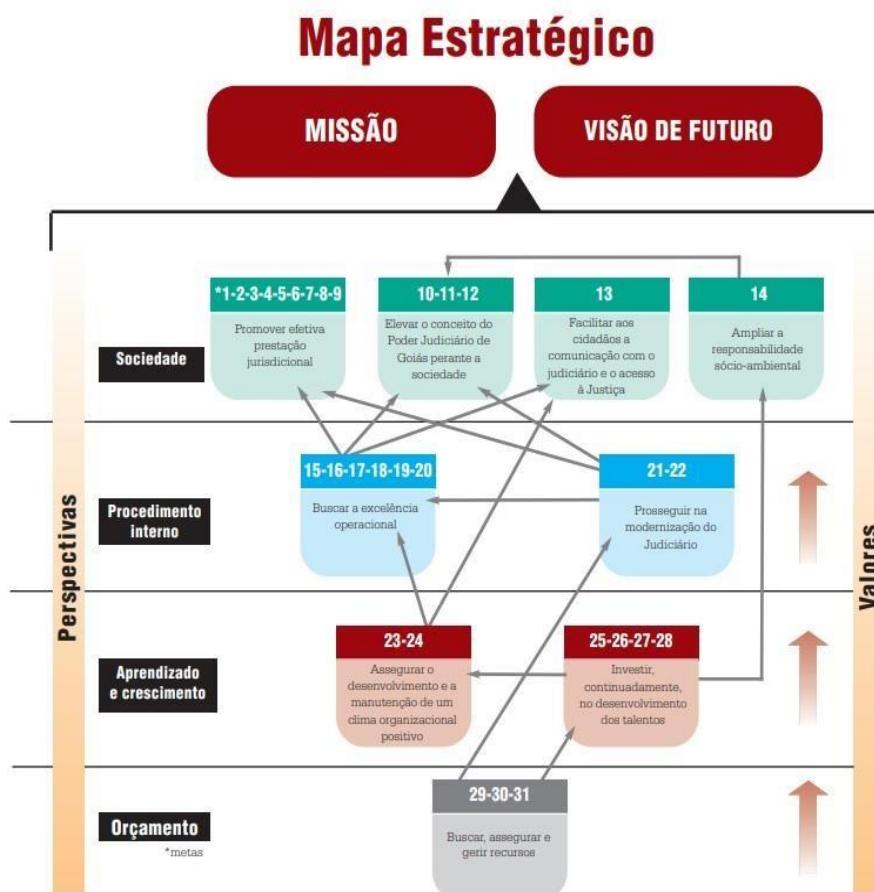 Mapa Estratégico
MISSÃO
VISÃO DE FUTURO
Perspectivas
Valores
Sociedade
*1-2-3-4-5-6-7-8-9
Promover efetiva
prestação
jurisdicional
10-11-12
Elevar o conceito do
Poder Judiciário de
Goiás perante a
sociedade
13
Facilitar aos
cidadãos a
comunicação com o
judiciário e o acesso
à Justiça
14
Ampliar a
responsabilidade
sócio-ambiental
Procedimento
interno
15-16-17-18-19-20
Buscar a excelência
operacional
21-22
Prosseguir na
modernização do
Judiciário
Aprendizado
e crescimento
23-24
Assegurar o
desenvolvimento e a
manutenção de um
clima organizacional
positivo
25-26-27-28
Investir,
continuadamente,
no desenvolvimento
dos talentos
Orçamento
*metas
29-30-31
Buscar, assegurar e
gerir recursos